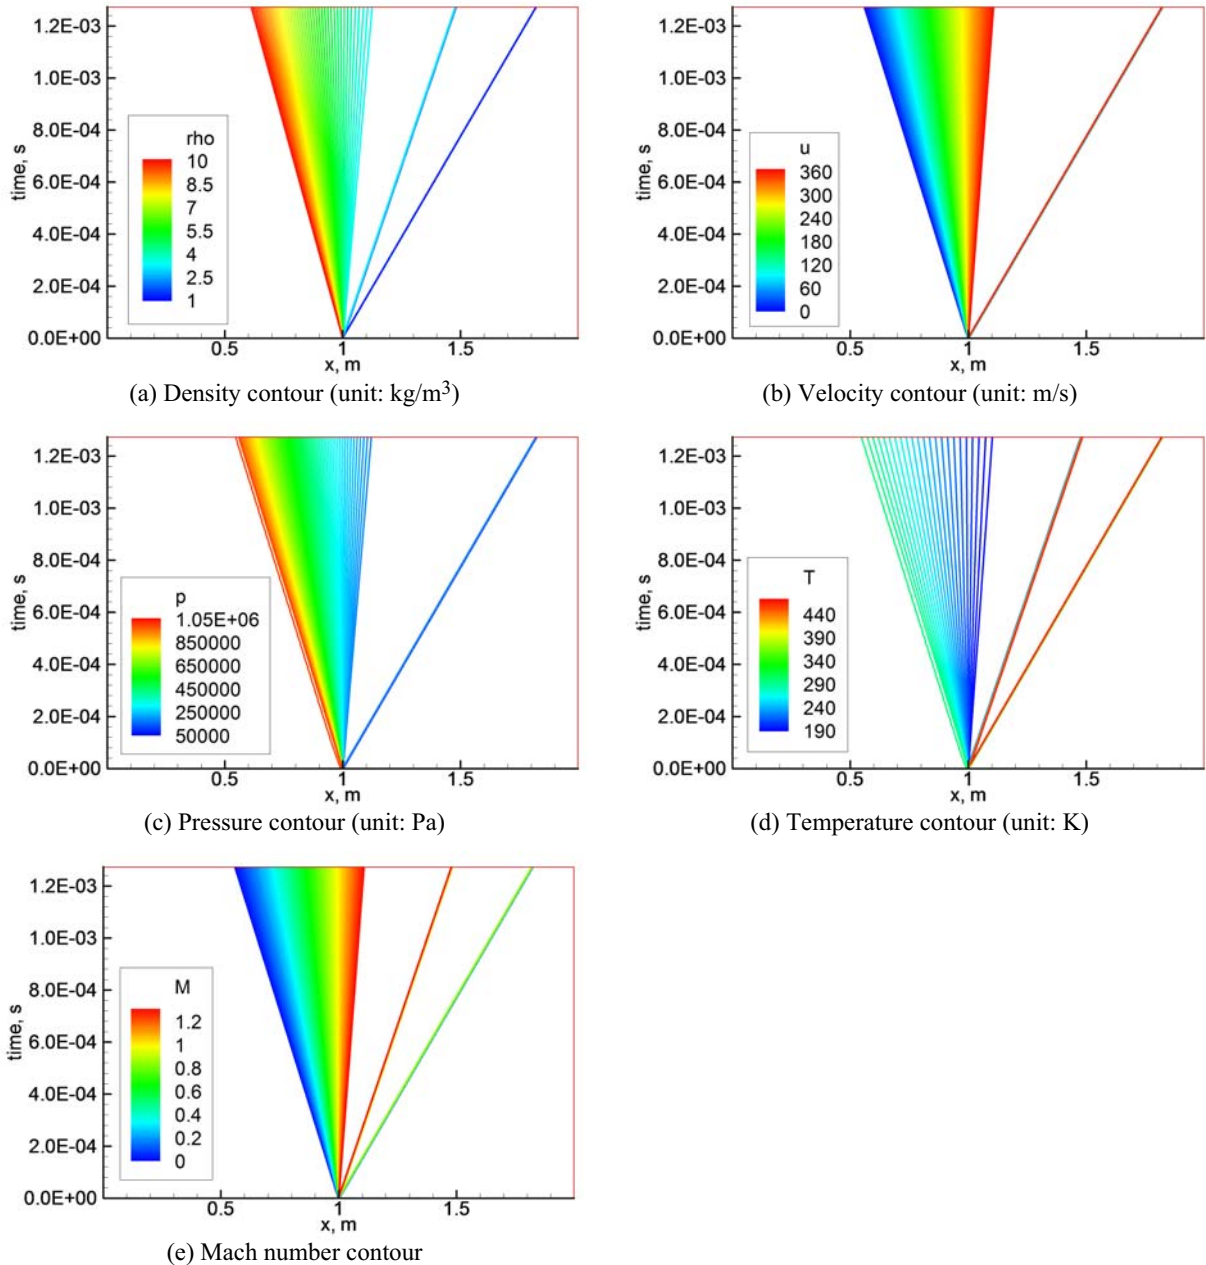 1.2E-03
1.0E-03
8.0E-04
6.0E-04
4.0E-04
2.0E-04
0.0E+00
time, s
rho
10
8.5
7
5.5
4
2.5
1
0.5 1 1.5
x, m
(a) Density contour (unit: kg/m³)
1.2E-03
1.0E-03
8.0E-04
6.0E-04
4.0E-04
2.0E-04
0.0E+00
time, s
u
360
300
240
180
120
60
0
0.5 1 1.5
x, m
(b) Velocity contour (unit: m/s)
1.2E-03
1.0E-03
8.0E-04
6.0E-04
4.0E-04
2.0E-04
0.0E+00
time, s
p
1.05E+06
850000
650000
450000
250000
50000
0.5 1 1.5
x, m
(c) Pressure contour (unit: Pa)
1.2E-03
1.0E-03
8.0E-04
6.0E-04
4.0E-04
2.0E-04
0.0E+00
time, s
T
440
390
340
290
240
190
0.5 1 1.5
x, m
(d) Temperature contour (unit: K)
1.2E-03
1.0E-03
8.0E-04
6.0E-04
4.0E-04
2.0E-04
0.0E+00
time, s
M
1.2
1
0.8
0.6
0.4
0.2
0
0.5 1 1.5
x, m
(e) Mach number contour